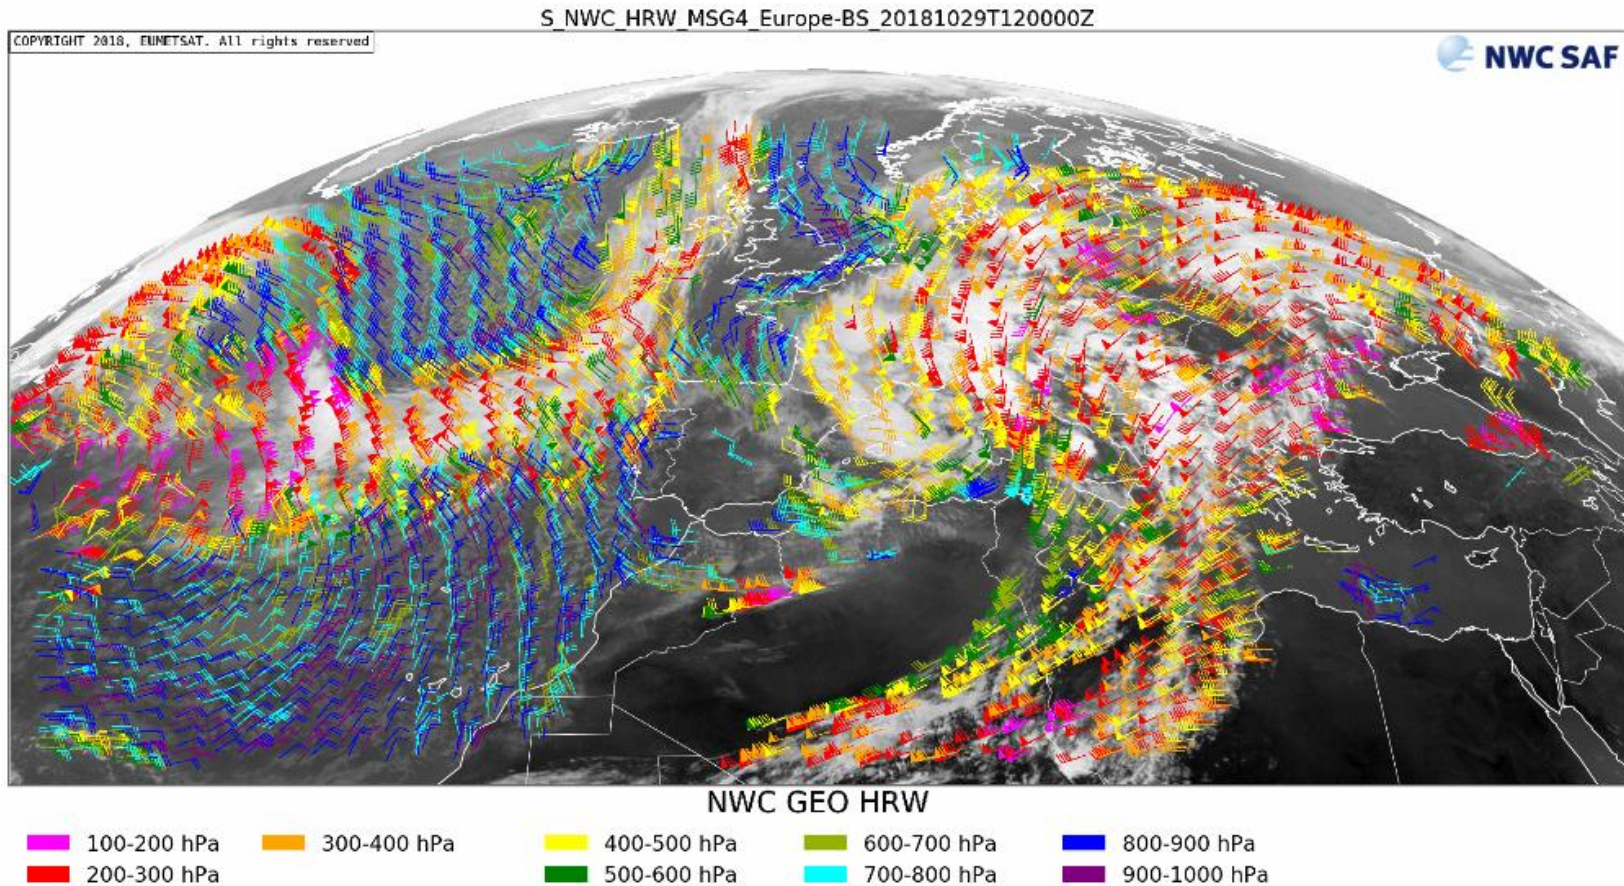 S_NWC_HRW_MSG4_Europe-BS_20181029T120000Z
COPYRIGHT 2018, EUMETSAT. All rights reserved
NWC SAF
NWC GEO HRW
100-200 hPa
300-400 hPa
400-500 hPa
600-700 hPa
800-900 hPa
200-300 hPa
500-600 hPa
700-800 hPa
900-1000 hPa